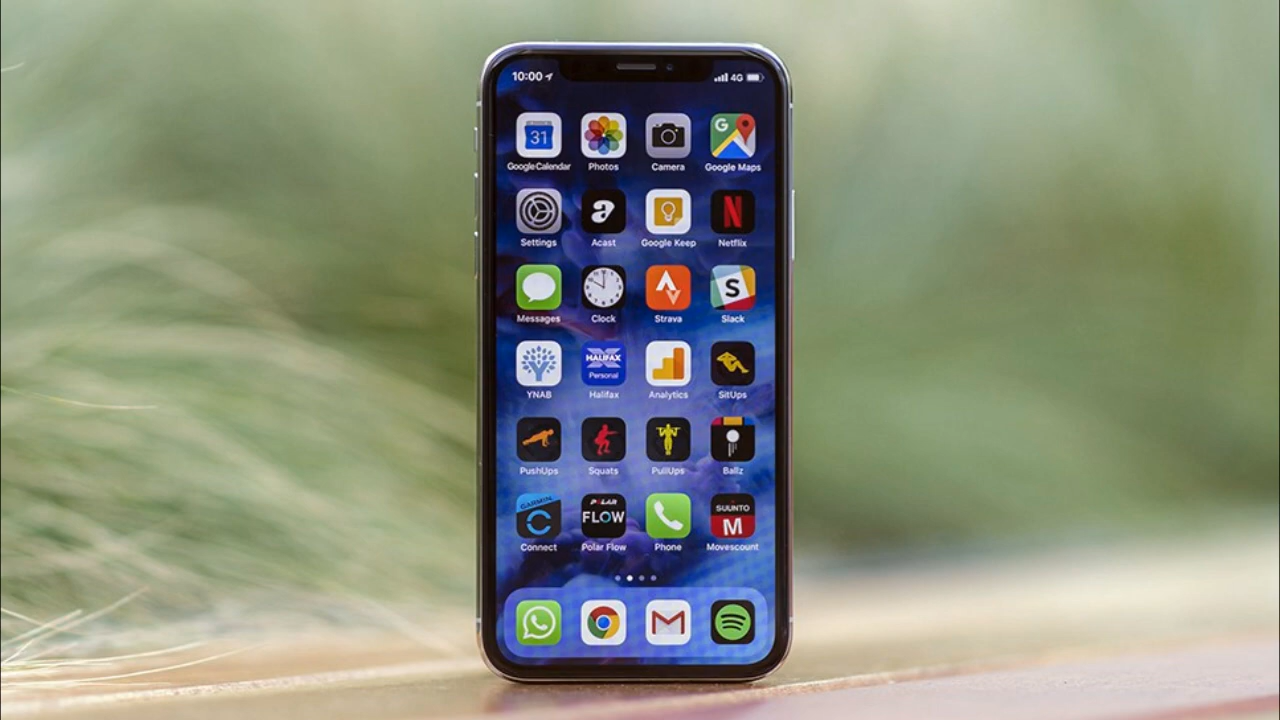 10:00
4G
31
Google Calendar
Photos
Camera
G
Google Maps
Settings
a
Acast
Google Keep
N
Netflix
Messages
Clock
Strava
S
Slack
YNAB
HALIFAX
Personal
Halifax
Analytics
SitUps
PushUps
Squats
PullUps
Ballz
GARMIN
C
Connect
POLAR
FLOW
Polar Flow
Phone
SUUNTO
M
Movescount
M